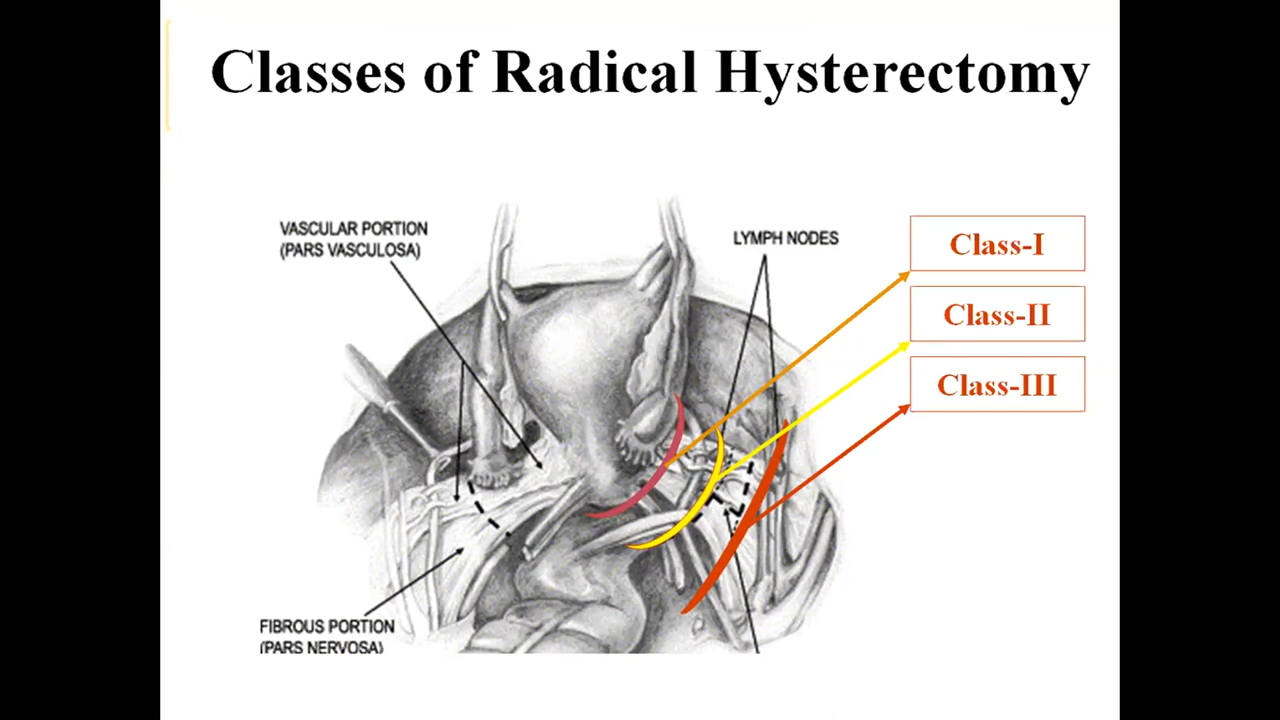 Classes of Radical Hysterectomy
VASCULAR PORTION
(PARS VASCULOSA)
LYMPH NODES
Class-I
Class-II
Class-III
FIBROUS PORTION
(PARS NERVOSA)